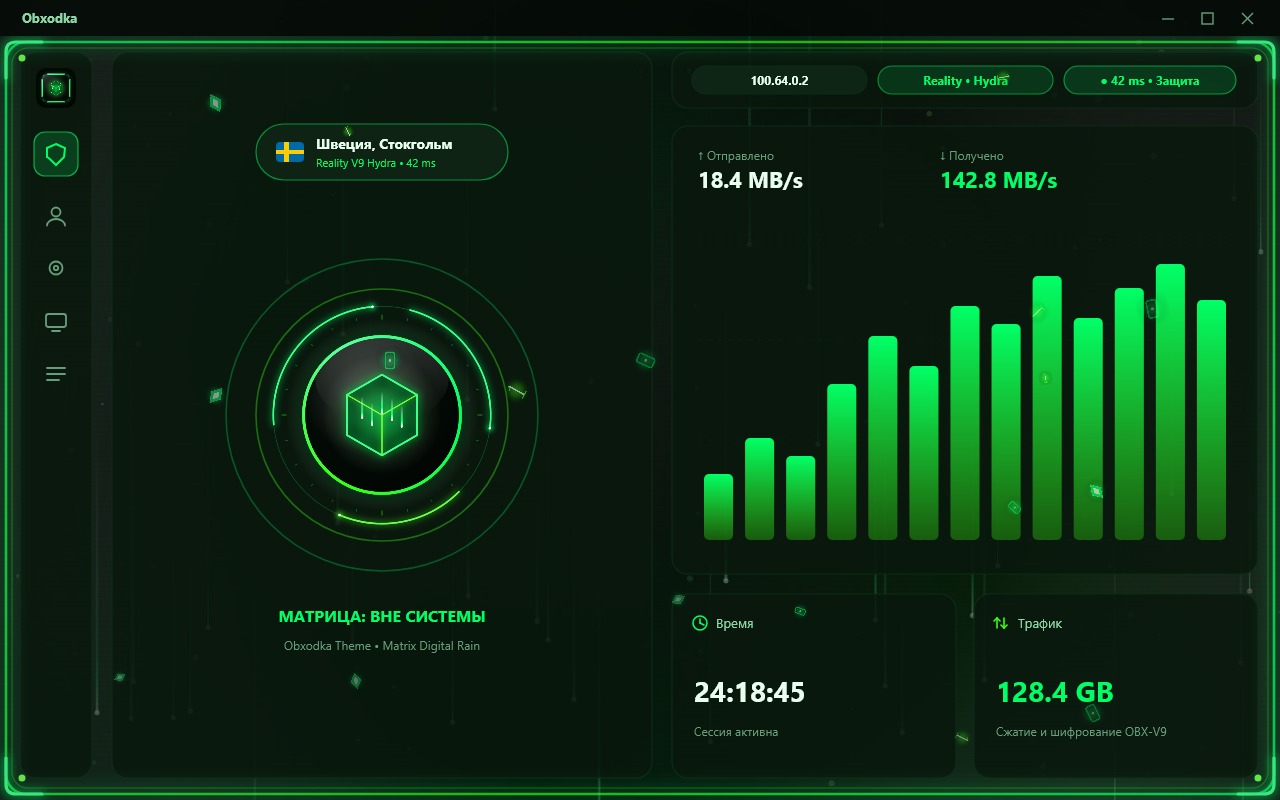 Obxodka
Швеция, Стокгольм
Reality V9 Hydra • 42 ms
МАТРИЦА: ВНЕ СИСТЕМЫ
Obxodka Theme • Matrix Digital Rain
100.64.0.2
Reality • Hydra
● 42 ms • Защита
↑ Отправлено
18.4 MB/s
↓ Получено
142.8 MB/s
Время
24:18:45
Сессия активна
Трафик
128.4 GB
Сжатие и шифрование OBX-V9